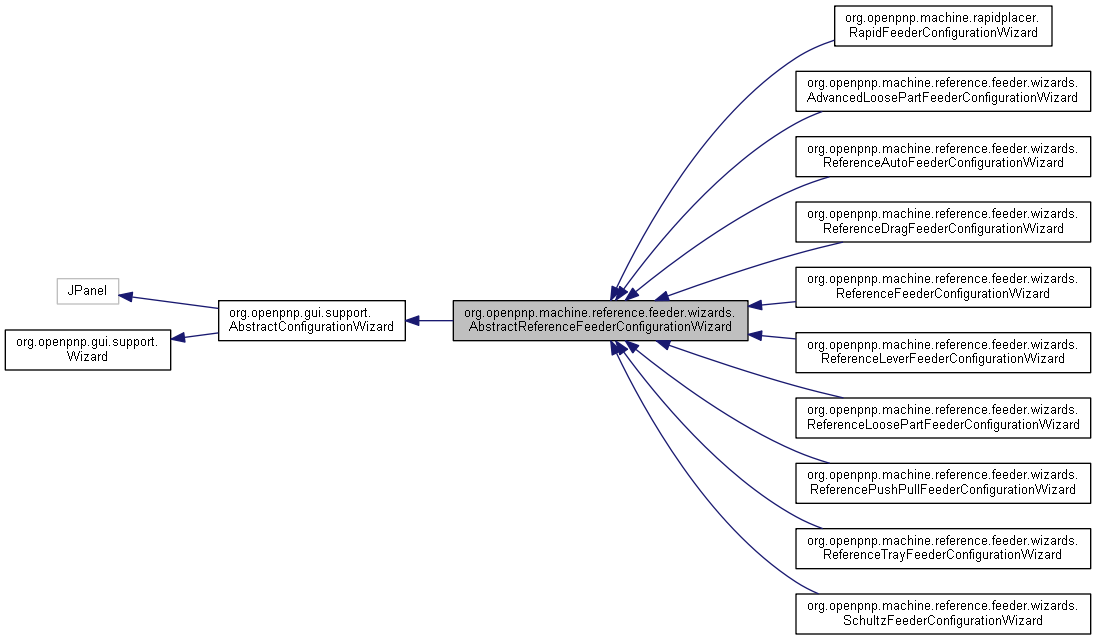 JPanel
org.openpnp.gui.support.
Wizard
org.openpnp.gui.support.
AbstractConfigurationWizard
org.openpnp.machine.reference.feeder.wizards.
AbstractReferenceFeederConfigurationWizard
org.openpnp.machine.rapidplacer.
RapidFeederConfigurationWizard
org.openpnp.machine.reference.feeder.wizards.
AdvancedLoosePartFeederConfigurationWizard
org.openpnp.machine.reference.feeder.wizards.
ReferenceAutoFeederConfigurationWizard
org.openpnp.machine.reference.feeder.wizards.
ReferenceDragFeederConfigurationWizard
org.openpnp.machine.reference.feeder.wizards.
ReferenceFeederConfigurationWizard
org.openpnp.machine.reference.feeder.wizards.
ReferenceLeverFeederConfigurationWizard
org.openpnp.machine.reference.feeder.wizards.
ReferenceLoosePartFeederConfigurationWizard
org.openpnp.machine.reference.feeder.wizards.
ReferencePushPullFeederConfigurationWizard
org.openpnp.machine.reference.feeder.wizards.
ReferenceTrayFeederConfigurationWizard
org.openpnp.machine.reference.feeder.wizards.
SchultzFeederConfigurationWizard